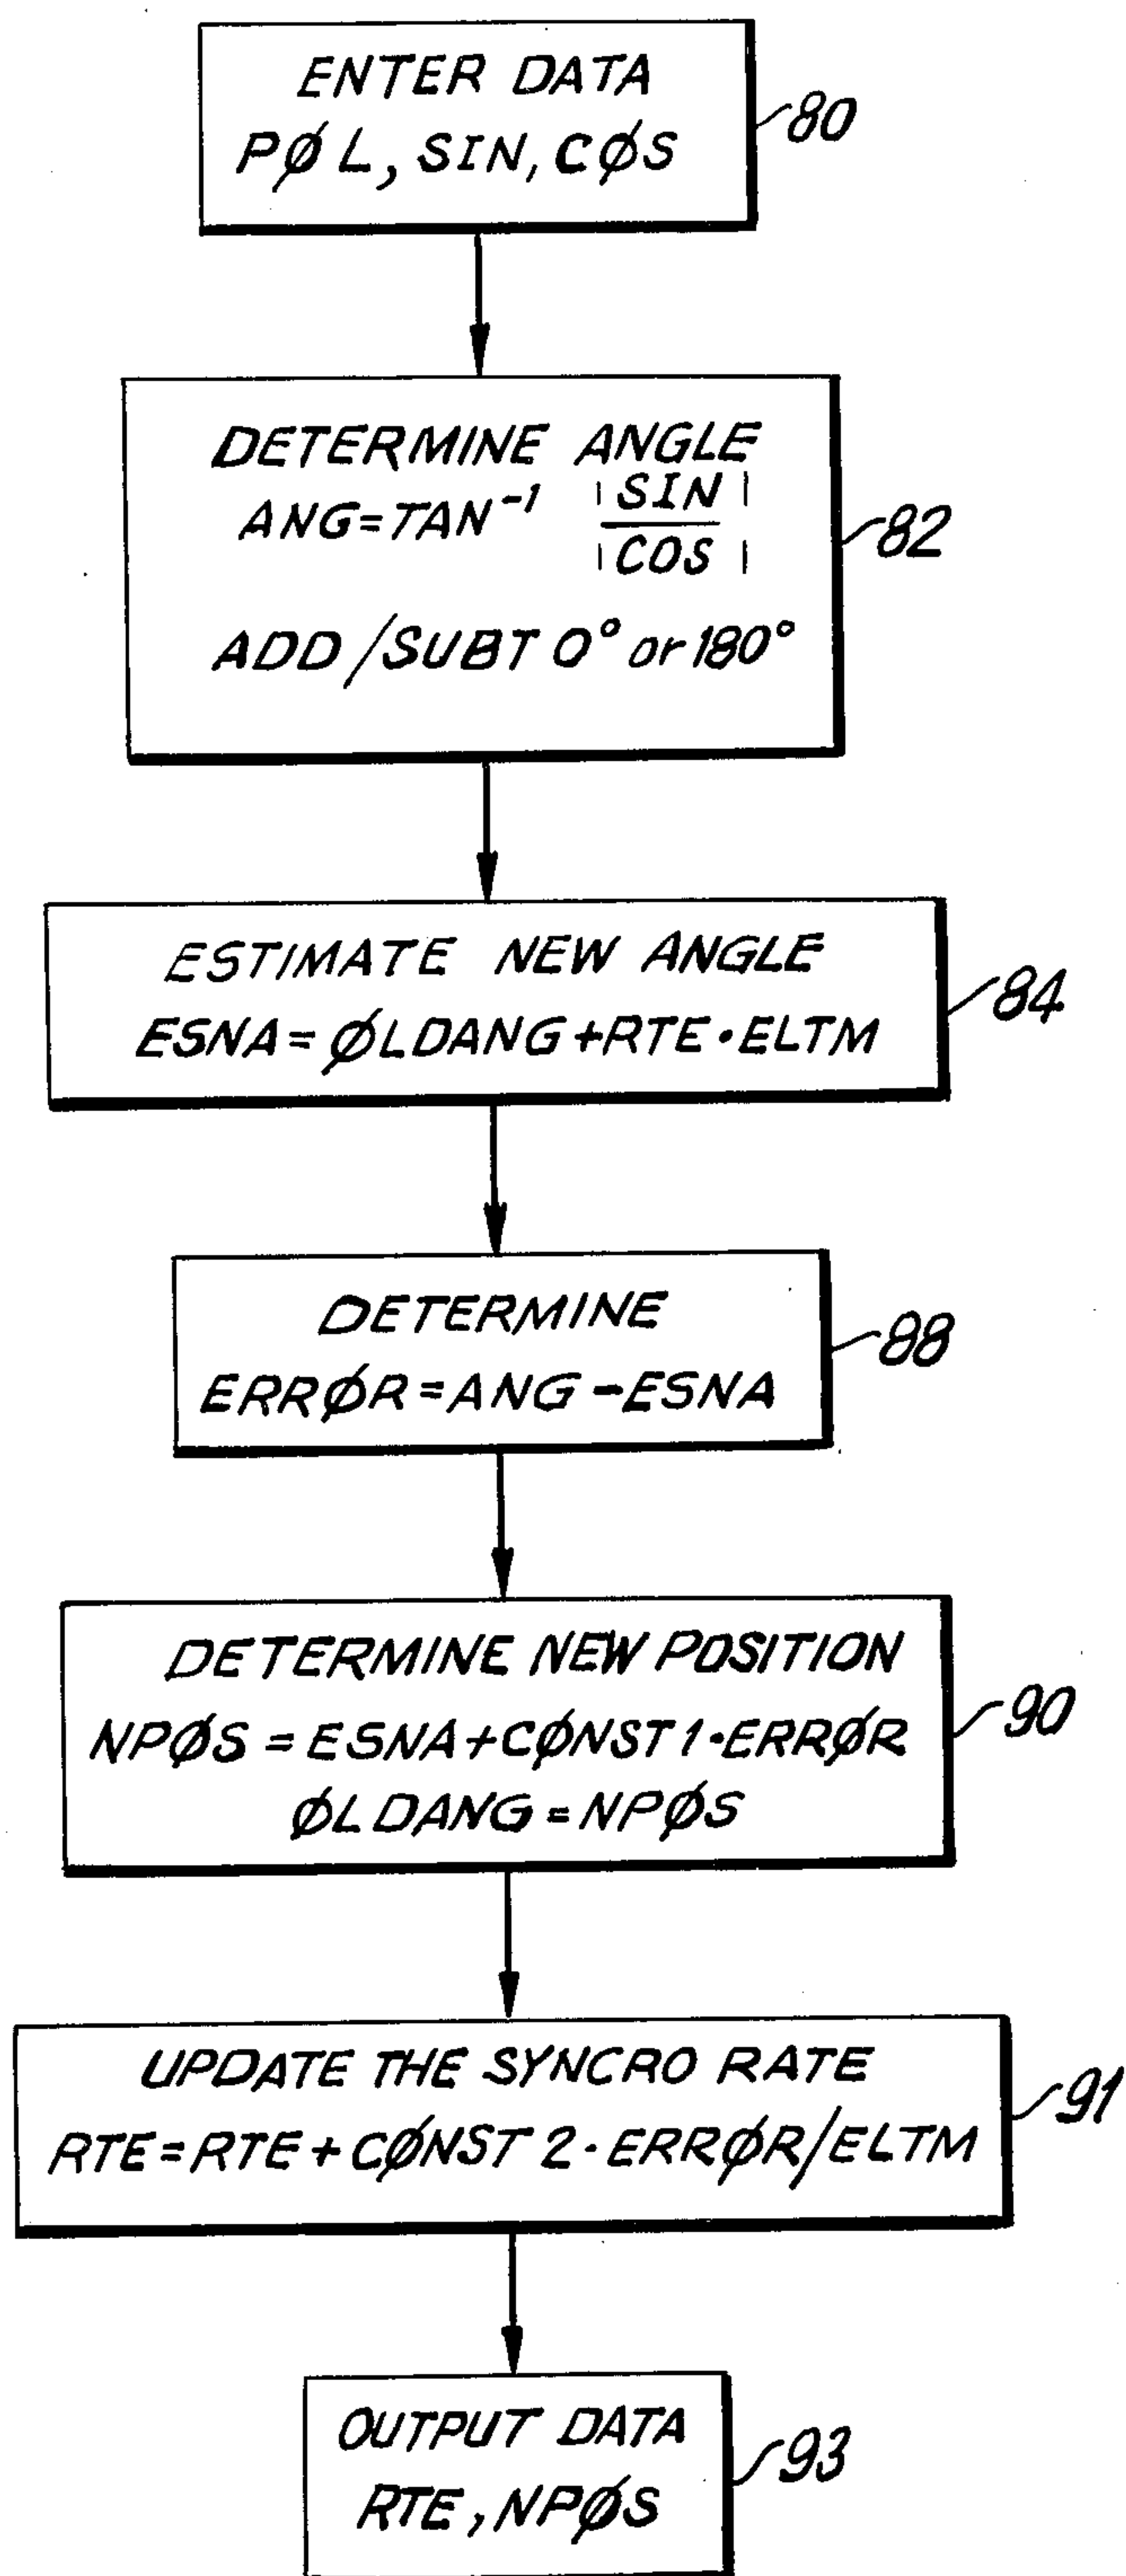 ENTER DATA
PØL, SIN, CØS
80
DETERMINE ANGLE
ANG=TAN⁻¹ |SIN|
|COS|
82
ADD/SUBT 0° or 180°
ESTIMATE NEW ANGLE
84
ESNA=ØLDANG+RTE·ELTM
DETERMINE
88
ERRØR=ANG-ESNA
DETERMINE NEW POSITION
90
NPØS=ESNA+CØNST1·ERRØR
ØLDANG=NPØS
UPDATE THE SYNCRO RATE
91
RTE=RTE+CØNST2·ERRØR/ELTM
OUTPUT DATA
93
RTE, NPØS